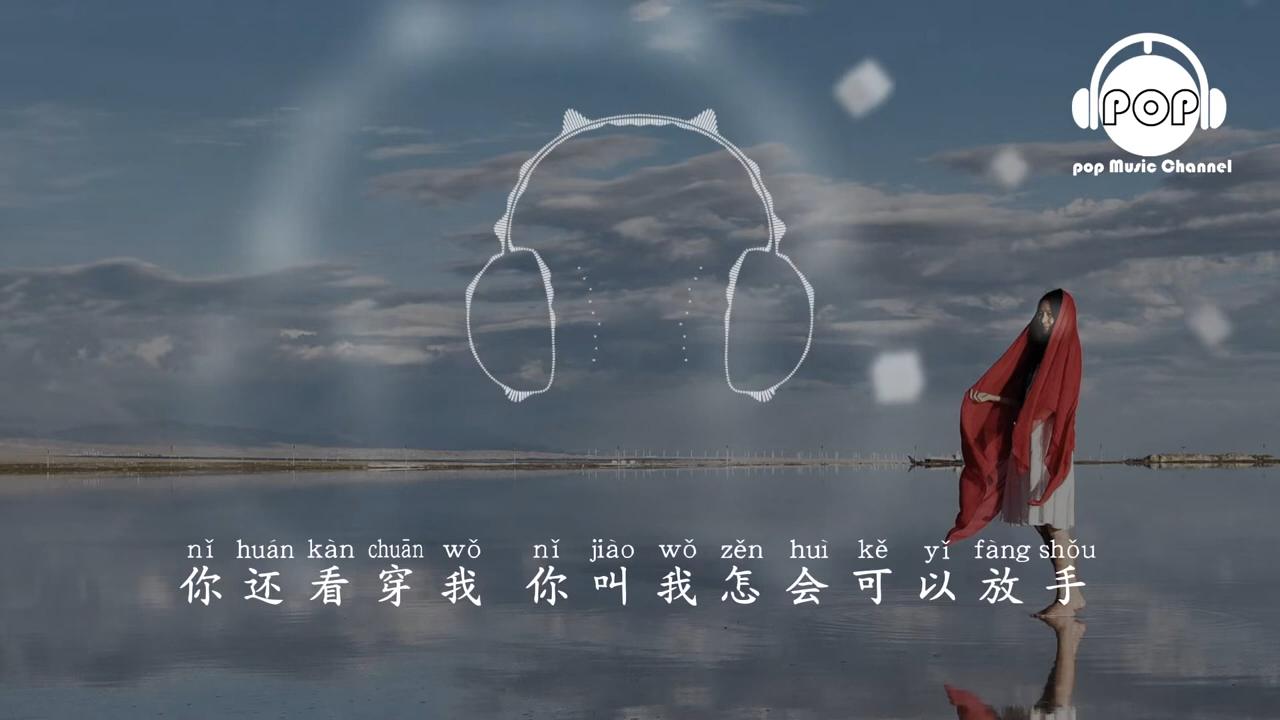 POP
pop Music Channel
nǐ huán kàn chuān wǒ nǐ jiào wǒ zěn huì kě yǐ fàng shǒu
你还看穿我 你叫我怎会可以放手